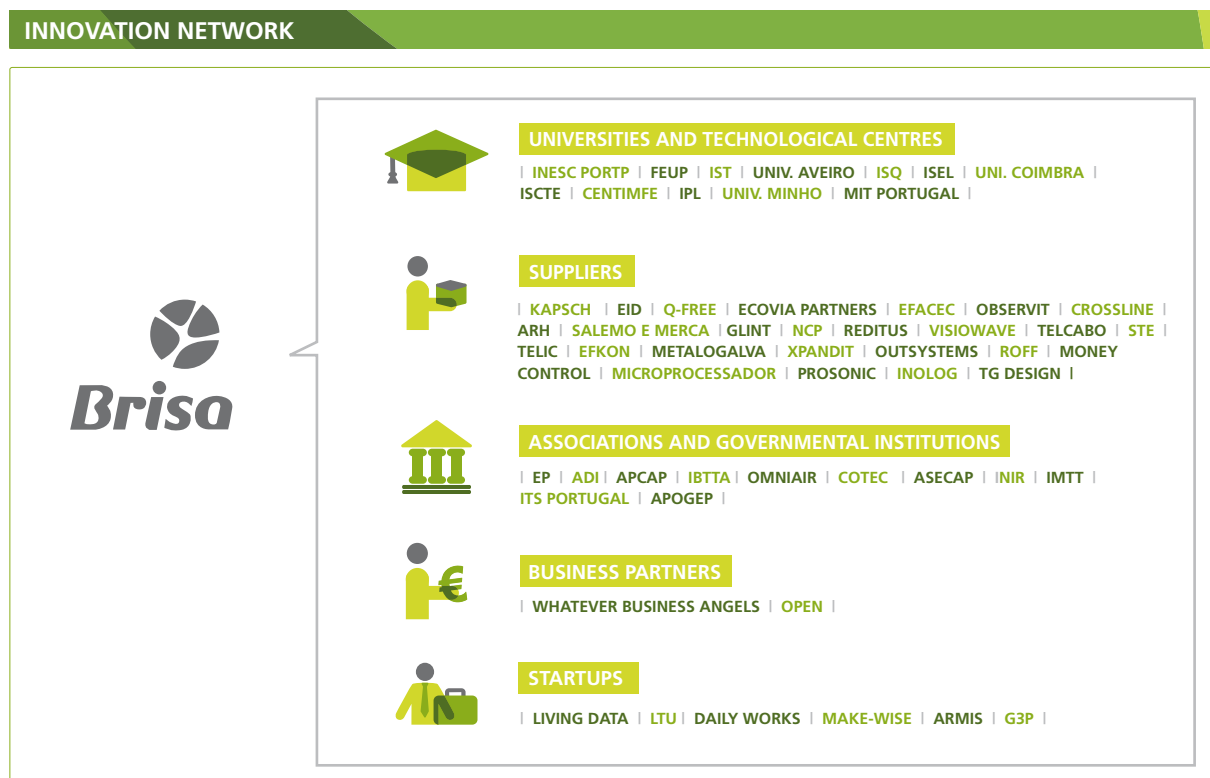 INNOVATION NETWORK
UNIVERSITIES AND TECHNOLOGICAL CENTRES
| INESC PORTP | FEUP | IST | UNIV. AVEIRO | ISQ | ISEL | UNI. COIMBRA |
ISCTE | CENTIMFE | IPL | UNIV. MINHO | MIT PORTUGAL |
SUPPLIERS
| KAPSCH | EID | Q-FREE | ECOVIA PARTNERS | EFACEC | OBSERVIT | CROSSLINE |
ARH | SALEMO E MERCA | GLINT | NCP | REDITUS | VISIOWAVE | TELCABO | STE |
TELIC | EFKON | METALOGALVA | XPANDIT | OUTSYSTEMS | ROFF | MONEY
CONTROL | MICROPROCESSADOR | PROSONIC | INOLOG | TG DESIGN |
Brisa
ASSOCIATIONS AND GOVERNMENTAL INSTITUTIONS
| EP | ADI | APCAP | IBTTA | OMNIAIR | COTEC | ASECAP | INIR | IMTT |
ITS PORTUGAL | APOGEP |
BUSINESS PARTNERS
€
| WHATEVER BUSINESS ANGELS | OPEN |
STARTUPS
| LIVING DATA | LTU | DAILY WORKS | MAKE-WISE | ARMIS | G3P |